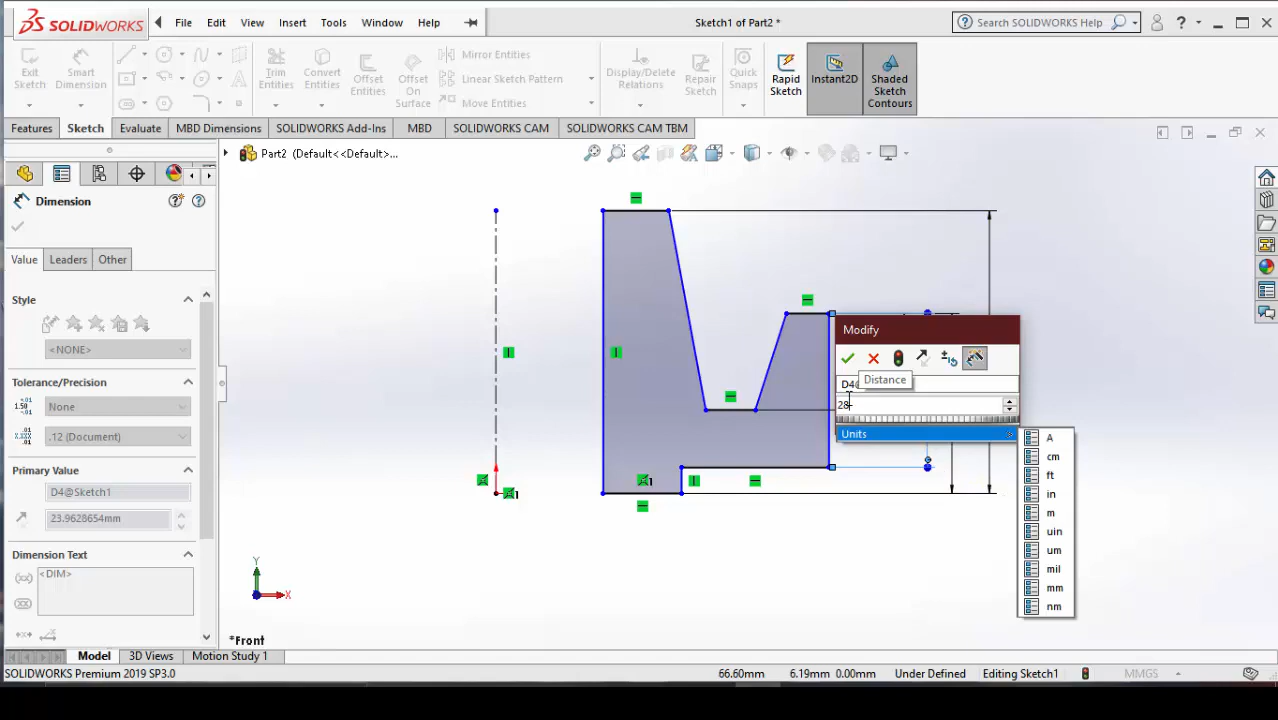 SOLIDWORKS File Edit View Insert Tools Window Help Sketch1 of Part2 * Search SOLIDWORKS Help ?
Exit Sketch
Smart Dimension
Trim Entities
Convert Entities
Offset Entities
Offset On Surface
Mirror Entities
Linear Sketch Pattern
Move Entities
Display/Delete Relations
Repair Sketch
Quick Snaps
Rapid Sketch
Instant2D
Shaded Sketch Contours
Features Sketch Evaluate MBD Dimensions SOLIDWORKS Add-Ins MBD SOLIDWORKS CAM SOLIDWORKS CAM TBM
Part2 (Default<<Default>...
Dimension
Value Leaders Other
Style
<NONE>
Tolerance/Precision
None
.12 (Document)
Primary Value
D4@Sketch1
23.9628654mm
Dimension Text
<DIM>
Modify
Distance
D4@
28
Units
A
cm
ft
in
m
uin
um
mil
mm
nm
1
1
Y
X
*Front
Model 3D Views Motion Study 1
SOLIDWORKS Premium 2019 SP3.0 66.60mm 6.19mm 0.00mm Under Defined Editing Sketch1 MMGS